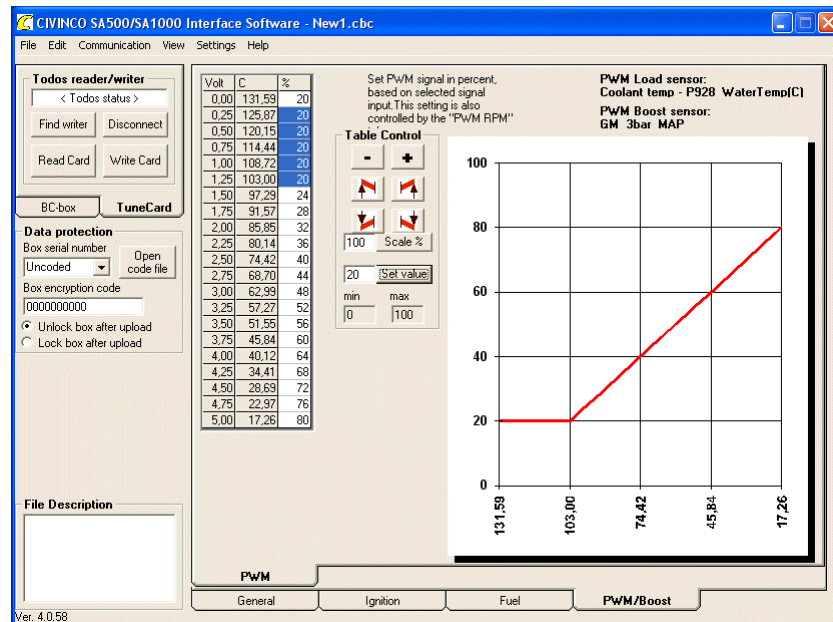 CIVINCO SA500/SA1000 Interface Software - New1.cbc
File Edit Communication View Settings Help
Todos reader/writer
< Todos status >
Find writer Disconnect
Read Card Write Card
BC-box TuneCard
Data protection
Box serial number
Uncoded
Open code file
Box encryption code
0000000000
Unlock box after upload
Lock box after upload
File Description
Ver. 4.0.58
Volt C %
0,00 131,59 20
0,25 125,87 20
0,50 120,15 20
0,75 114,44 20
1,00 108,72 20
1,25 103,00 20
1,50 97,29 24
1,75 91,57 28
2,00 85,85 32
2,25 80,14 36
2,50 74,42 40
2,75 68,70 44
3,00 62,99 48
3,25 57,27 52
3,50 51,55 56
3,75 45,84 60
4,00 40,12 64
4,25 34,41 68
4,50 28,69 72
4,75 22,97 76
5,00 17,26 80
Set PWM signal in percent,
based on selected signal
input.This setting is also
controlled by the "PWM RPM"
Table Control
- +
100 Scale %
20 Set value
min max
0 100
PWM Load sensor:
Coolant temp - P928 WaterTemp(C)
PWM Boost sensor:
GM 3bar MAP
100
80
60
40
20
0
131,59 103,00 74,42 45,84 17,26
PWM
General Ignition Fuel PWM/Boost